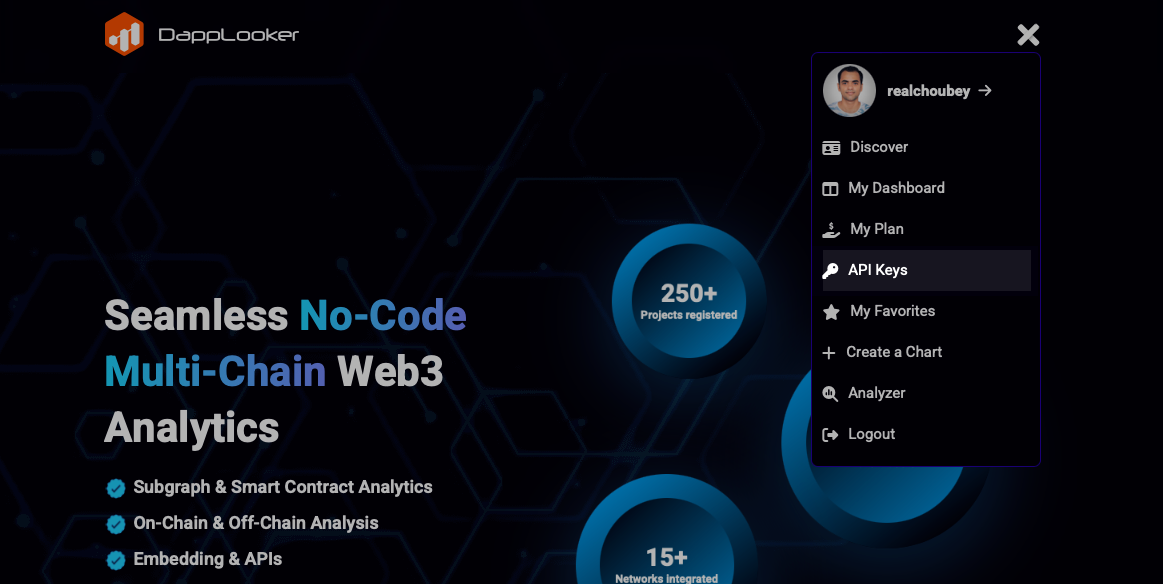 DappLooker
realchoubey
Discover
My Dashboard
My Plan
API Keys
My Favorites
Create a Chart
Analyzer
Logout
Seamless No-Code
Multi-Chain Web3
Analytics
Subgraph & Smart Contract Analytics
On-Chain & Off-Chain Analysis
Embedding & APIs
250+
Projects registered
15+
Networks integrated